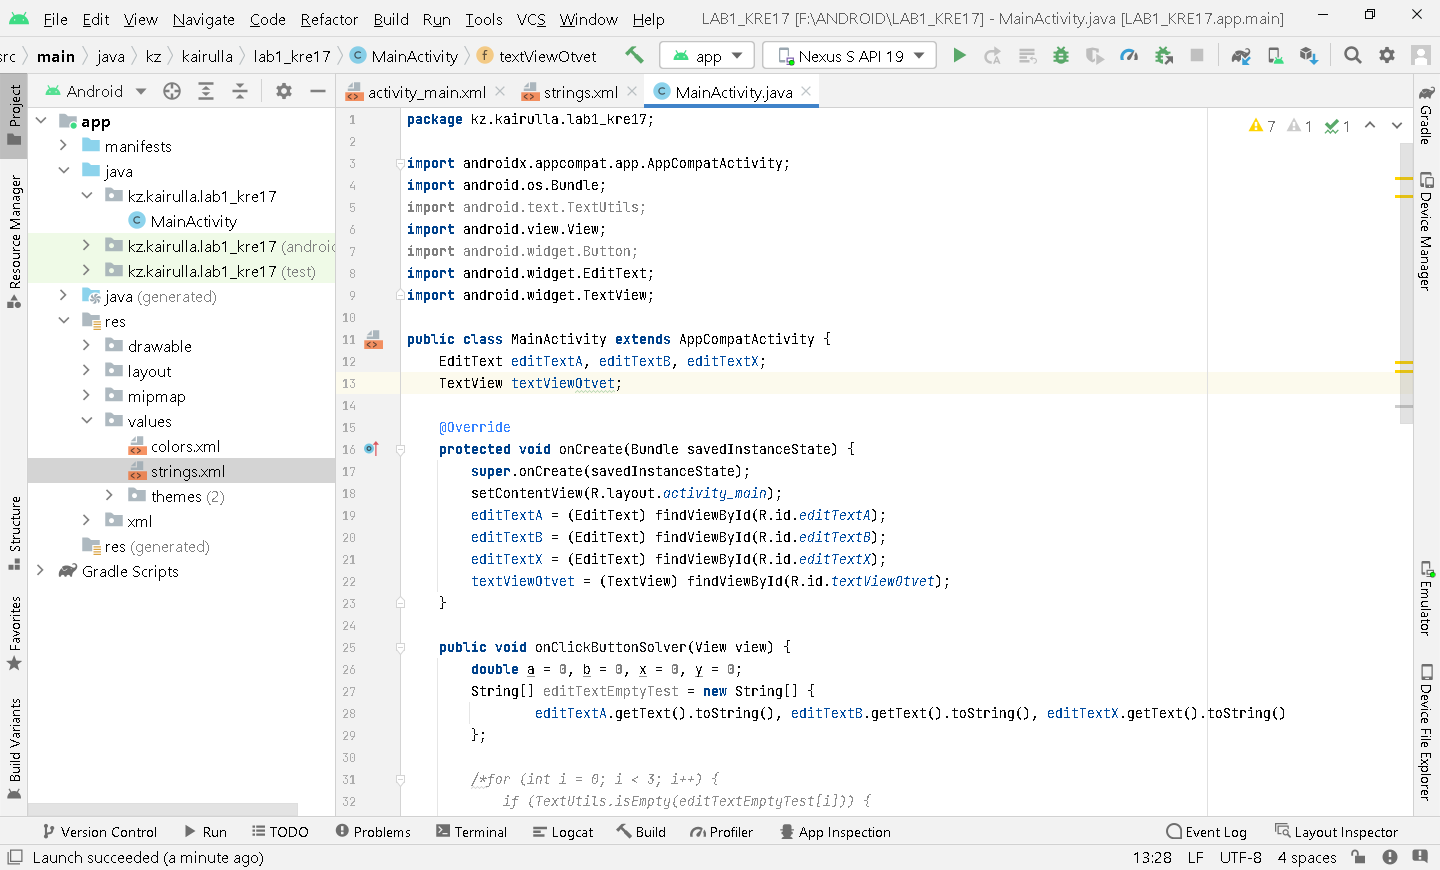 File Edit View Navigate Code Refactor Build Run Tools VCS Window Help LAB1_KRE17 [F:\ANDROID\LAB1_KRE17] - MainActivity.java [LAB1_KRE17.app.main]
src main java kz kairulla lab1_kre17 MainActivity textViewOtvet app Nexus S API 19
Android activity_main.xml strings.xml MainActivity.java
Project
Resource Manager
Structure
Favorites
Build Variants
app
manifests
java
kz.kairulla.lab1_kre17
MainActivity
kz.kairulla.lab1_kre17 (androi
kz.kairulla.lab1_kre17 (test)
java (generated)
res
drawable
layout
mipmap
values
colors.xml
strings.xml
themes (2)
xml
res (generated)
Gradle Scripts
7 1 1
1 package kz.kairulla.lab1_kre17;
2
3 import androidx.appcompat.app.AppCompatActivity;
4 import android.os.Bundle;
5 import android.text.TextUtils;
6 import android.view.View;
7 import android.widget.Button;
8 import android.widget.EditText;
9 import android.widget.TextView;
10
11 public class MainActivity extends AppCompatActivity {
12 EditText editTextA, editTextB, editTextX;
13 TextView textViewOtvet;
14
15 @Override
16 protected void onCreate(Bundle savedInstanceState) {
17 super.onCreate(savedInstanceState);
18 setContentView(R.layout.activity_main);
19 editTextA = (EditText) findViewById(R.id.editTextA);
20 editTextB = (EditText) findViewById(R.id.editTextB);
21 editTextX = (EditText) findViewById(R.id.editTextX);
22 textViewOtvet = (TextView) findViewById(R.id.textViewOtvet);
23 }
24
25 public void onClickButtonSolver(View view) {
26 double a = 0, b = 0, x = 0, y = 0;
27 String[] editTextEmptyTest = new String[] {
28 editTextA.getText().toString(), editTextB.getText().toString(), editTextX.getText().toString()
29 };
30
31 /*for (int i = 0; i < 3; i++) {
32 if (TextUtils.isEmpty(editTextEmptyTest[i])) {
Gradle
Device Manager
Emulator
Device File Explorer
Version Control Run TODO Problems Terminal Logcat Build Profiler App Inspection Event Log Layout Inspector
Launch succeeded (a minute ago) 13:28 LF UTF-8 4 spaces